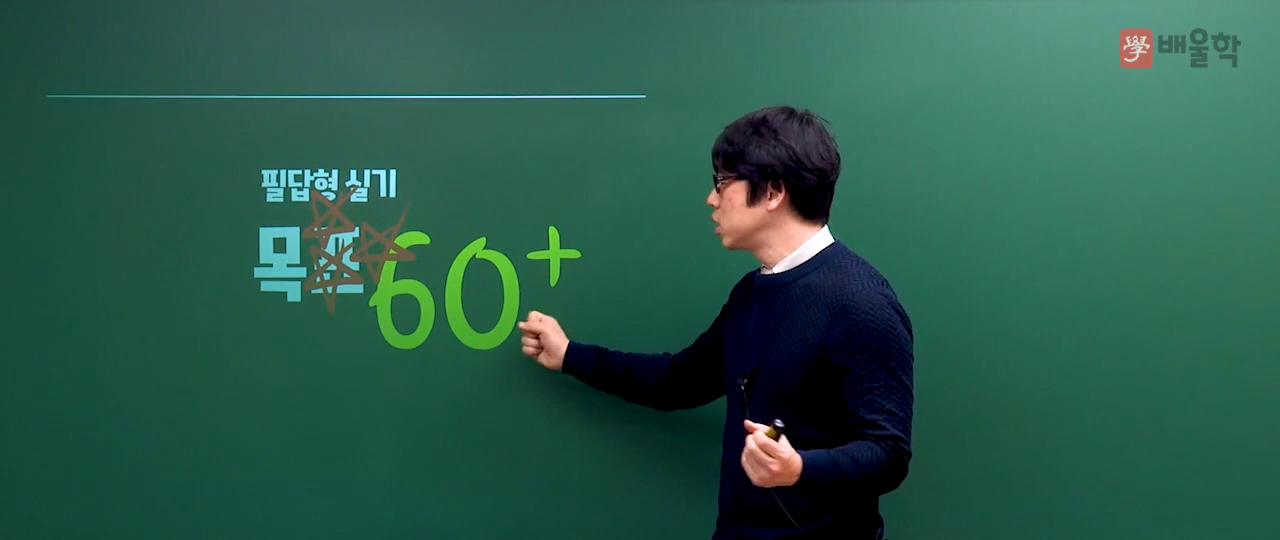 學 배울학
필답형 실기
목표 60+